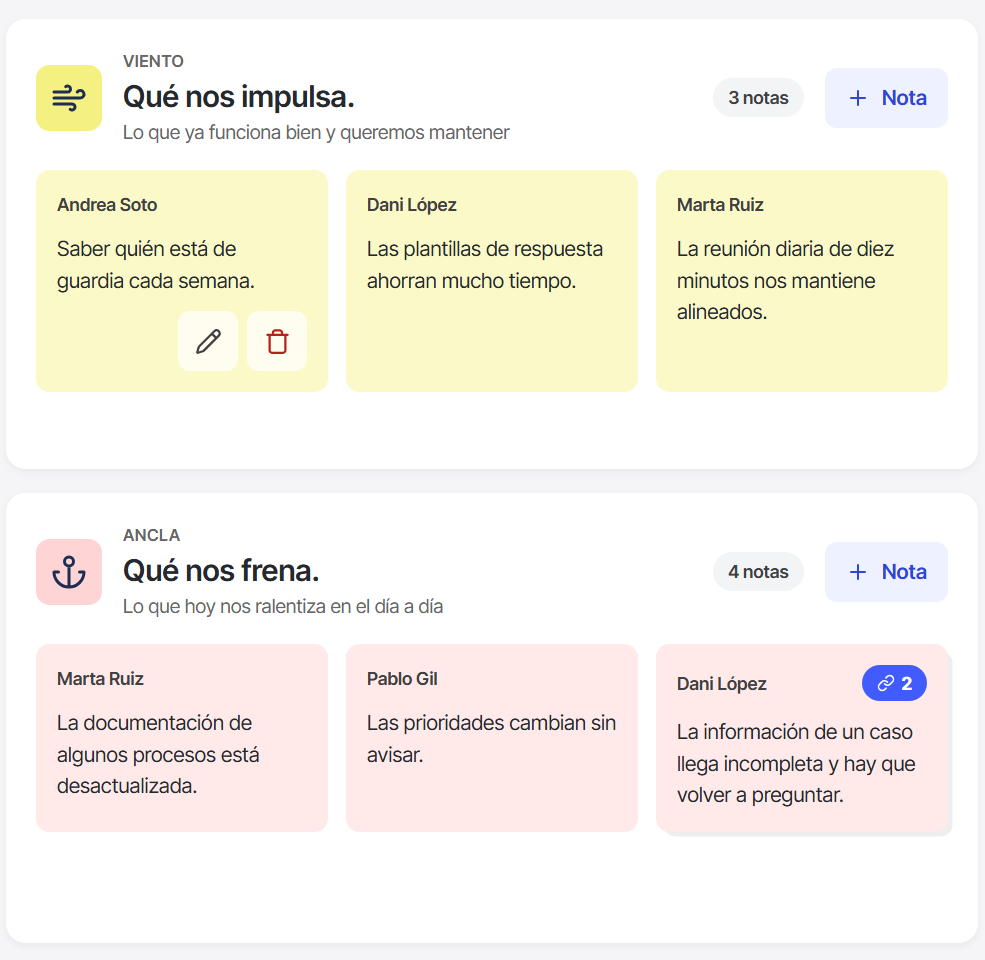 VIENTO
Qué nos impulsa.
Lo que ya funciona bien y queremos mantener
3 notas
+ Nota
Andrea Soto
Saber quién está de
guardia cada semana.
Dani López
Las plantillas de respuesta
ahorran mucho tiempo.
Marta Ruiz
La reunión diaria de diez
minutos nos mantiene
alineados.
ANCLA
Qué nos frena.
Lo que hoy nos ralentiza en el día a día
4 notas
+ Nota
Marta Ruiz
La documentación de
algunos procesos está
desactualizada.
Pablo Gil
Las prioridades cambian sin
avisar.
Dani López
2
La información de un caso
llega incompleta y hay que
volver a preguntar.